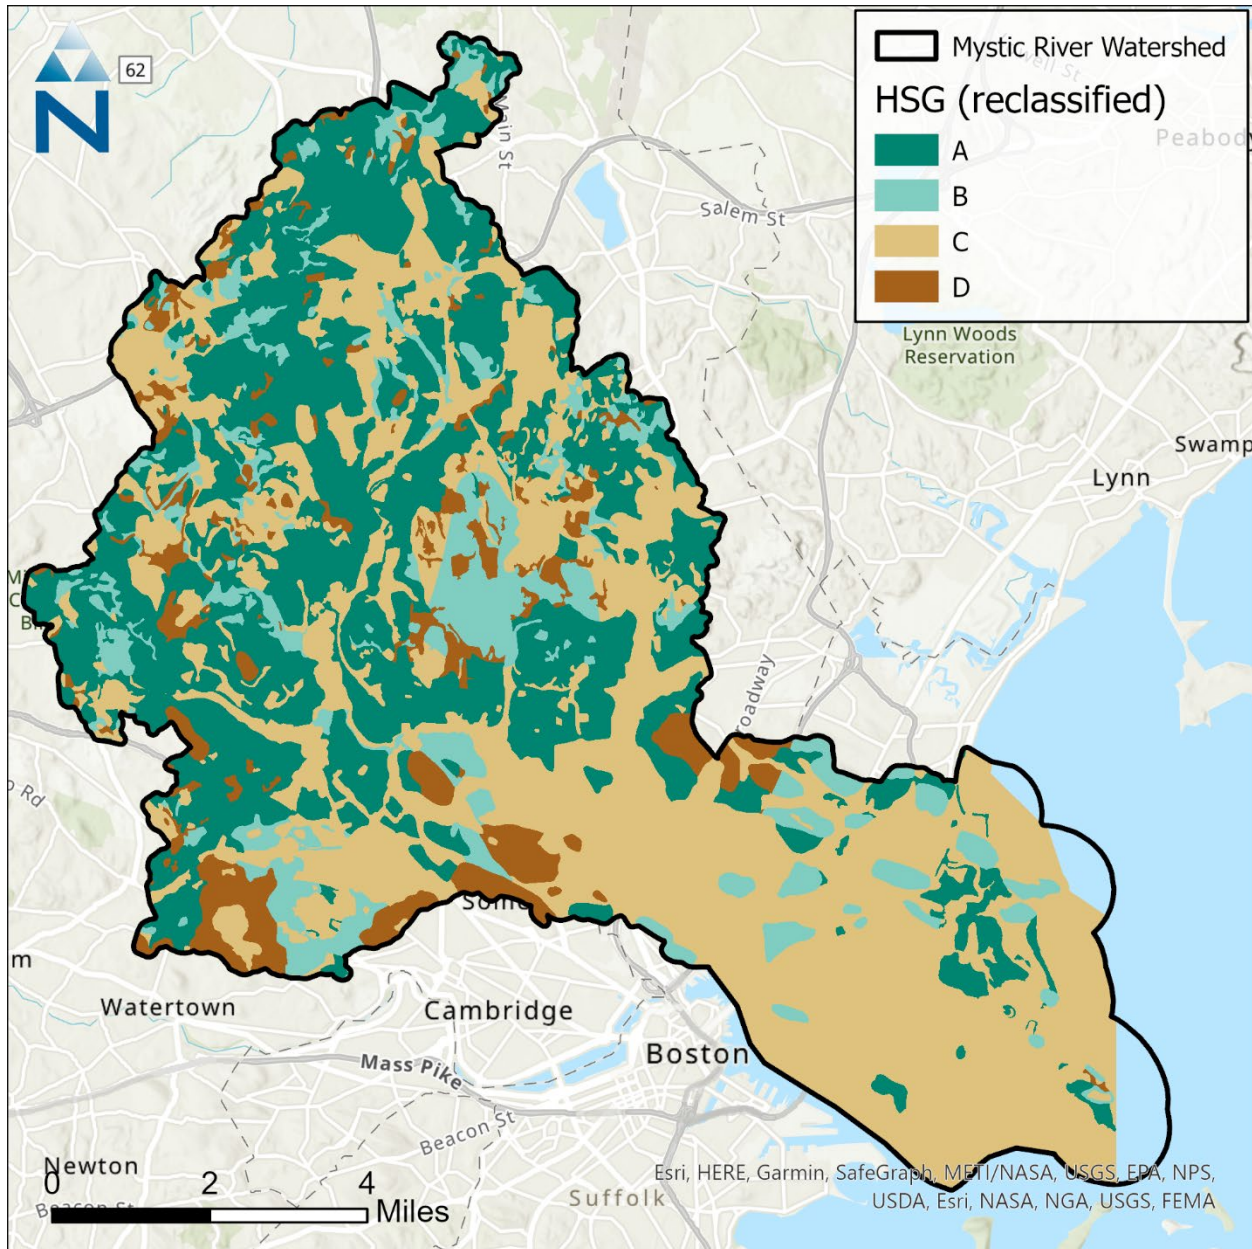 62
N
Main St
Salem St
Mystic River Watershed
HSG (reclassified)
A
B
C
D
Peabody
Lynn Woods
Reservation
Swamp
Lynn
roadway
Rd
m
Watertown
Cambridge
Boston
Mass Pike
Beacon St
Newton
Suffolk
0 2 4
Miles
Esri, HERE, Garmin, SafeGraph, METI/NASA, USGS, EPA, NPS,
USDA, Esri, NASA, NGA, USGS, FEMA